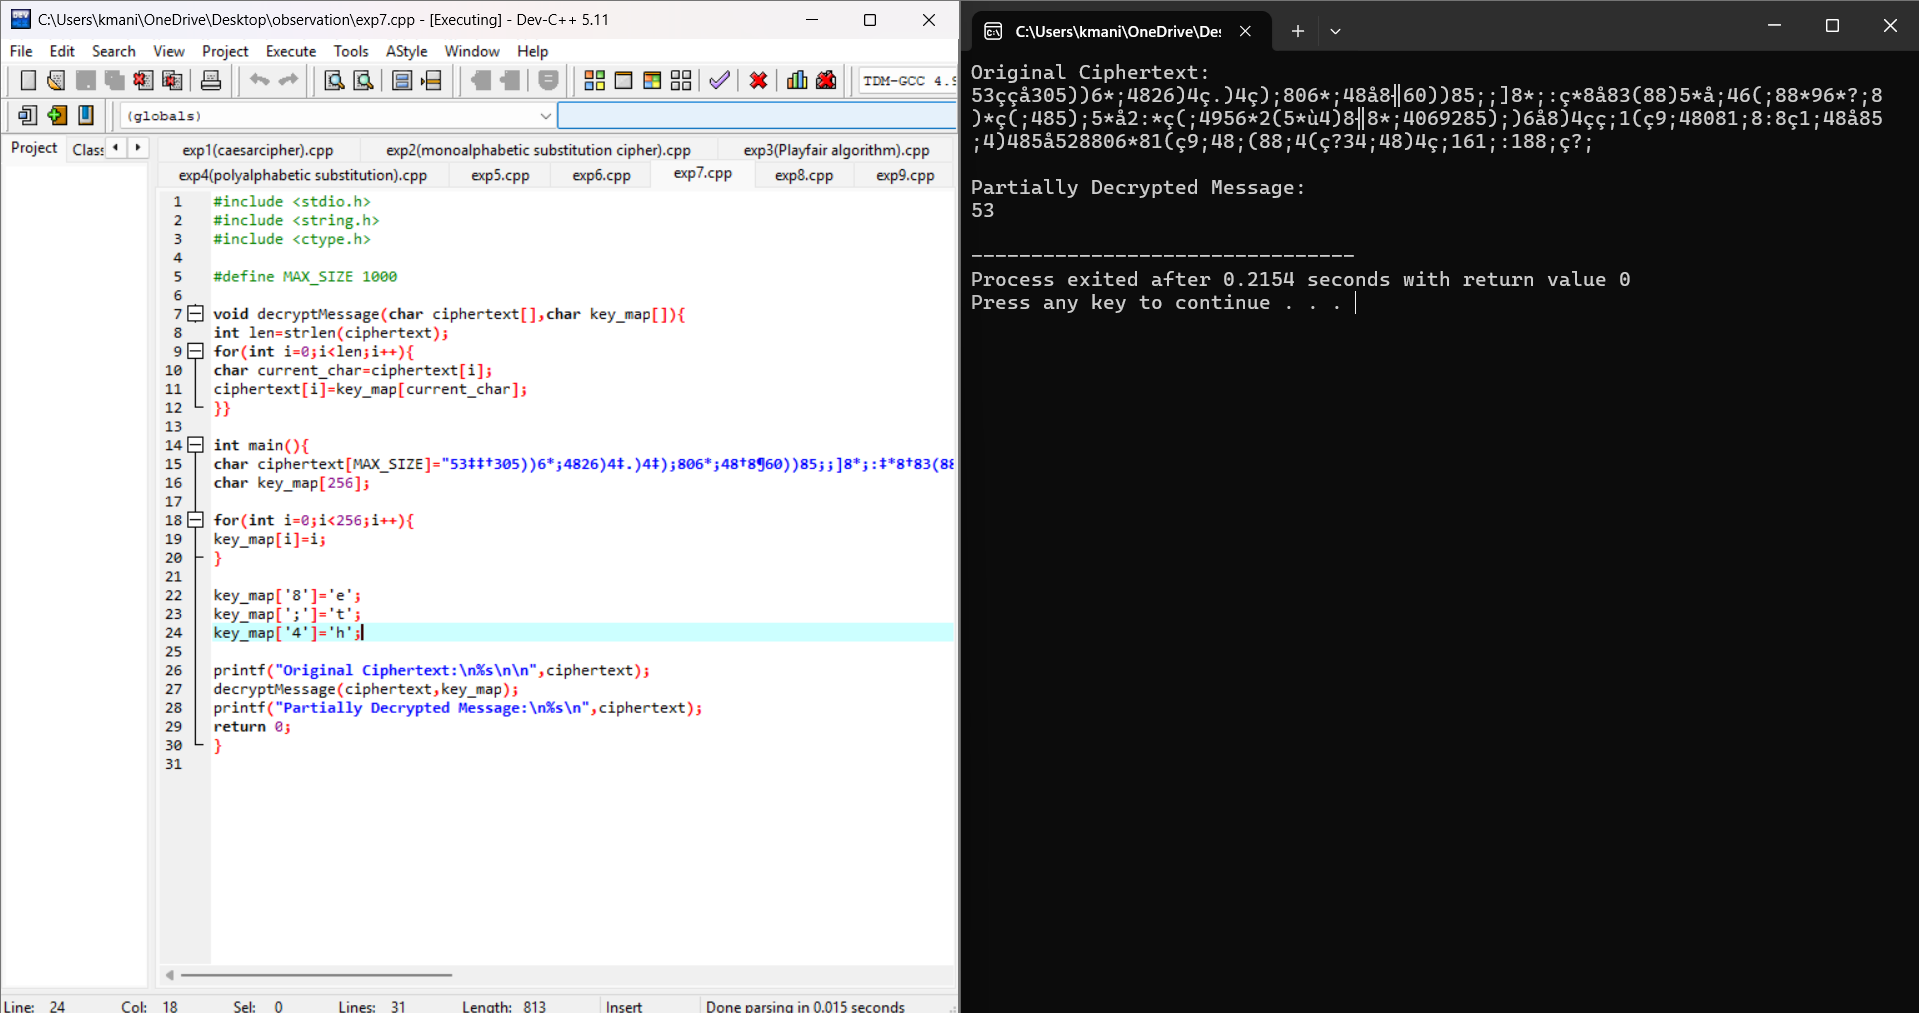 C:\Users\kmani\OneDrive\Desktop\observation\exp7.cpp - [Executing] - Dev-C++ 5.11
File Edit Search View Project Execute Tools AStyle Window Help
TDM-GCC 4.9
(globals)
Project Class
exp1(caesarcipher).cpp exp2(monoalphabetic substitution cipher).cpp exp3(Playfair algorithm).cpp
exp4(polyalphabetic substitution).cpp exp5.cpp exp6.cpp exp7.cpp exp8.cpp exp9.cpp
1 #include <stdio.h>
2 #include <string.h>
3 #include <ctype.h>
4
5 #define MAX_SIZE 1000
6
7 void decryptMessage(char ciphertext[],char key_map[]){
8 int len=strlen(ciphertext);
9 for(int i=0;i<len;i++){
10 char current_char=ciphertext[i];
11 ciphertext[i]=key_map[current_char];
12 }}
13
14 int main(){
15 char ciphertext[MAX_SIZE]="53‡‡†305))6*;4826)4‡.)4‡);806*;48†8¶60))85;;]8*;:‡*8†83(88
16 char key_map[256];
17
18 for(int i=0;i<256;i++){
19 key_map[i]=i;
20 }
21
22 key_map['8']='e';
23 key_map[';']='t';
24 key_map['4']='h';
25
26 printf("Original Ciphertext:\n%s\n\n",ciphertext);
27 decryptMessage(ciphertext,key_map);
28 printf("Partially Decrypted Message:\n%s\n",ciphertext);
29 return 0;
30 }
31
Line: 24 Col: 18 Sel: 0 Lines: 31 Length: 813 Insert Done parsing in 0.015 seconds
C:\Users\kmani\OneDrive\Des
Original Ciphertext:
53ççå305))6*;4826)4ç.)4ç);806*;48å8╢60))85;;]8*;:ç*8å83(88)5*å;46(;88*96*?;8
)*ç(;485);5*å2:*ç(;4956*2(5*ù4)8╢8*;4069285);)6å8)4çç;1(ç9;48081;8:8ç1;48å85
;4)485å528806*81(ç9;48;(88;4(ç?34;48)4ç;161;:188;ç?;
Partially Decrypted Message:
53
--------------------------------
Process exited after 0.2154 seconds with return value 0
Press any key to continue . . .